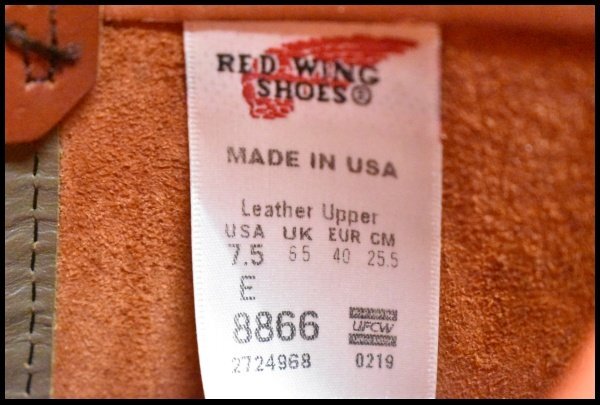 RED WING
SHOES®
MADE IN USA
Leather Upper
USA UK EUR CM
7.5 6.5 40 25.5
E
8866 UFCW
2724968 0219